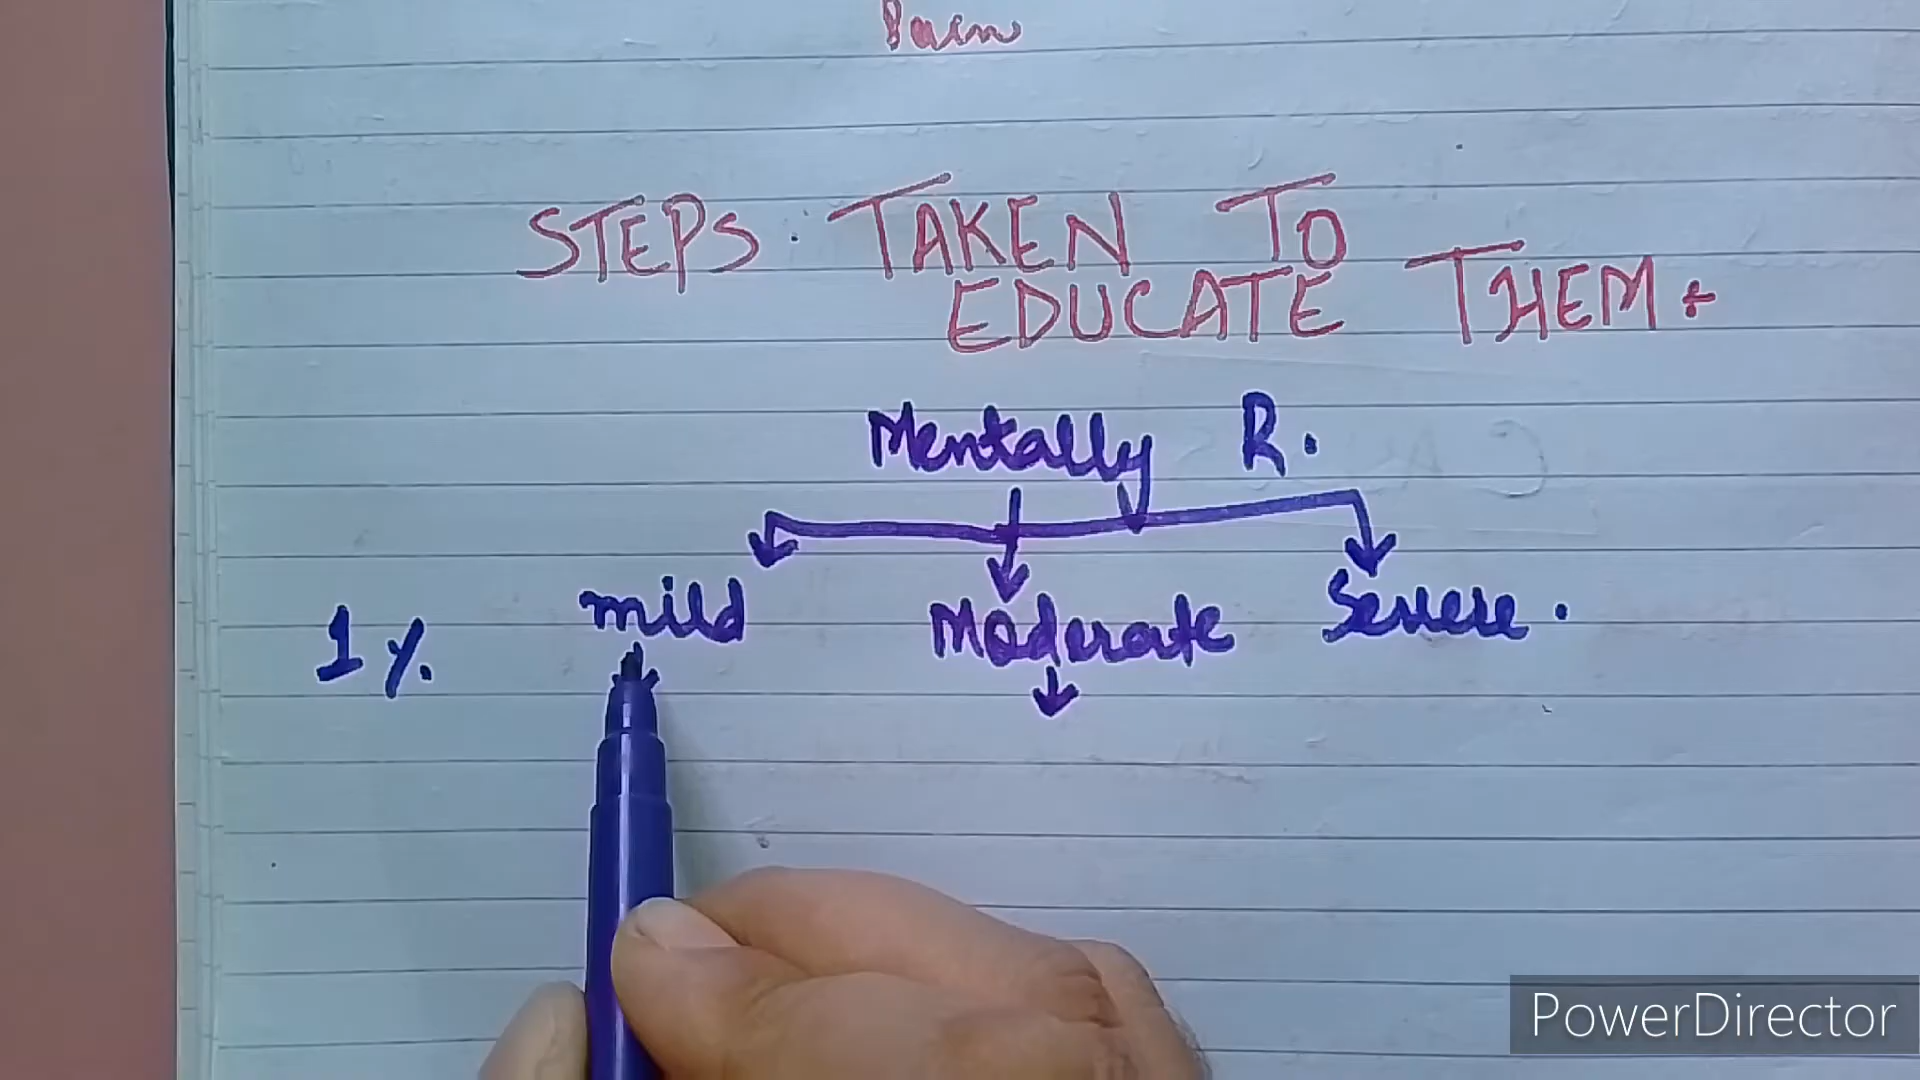 STEPS TAKEN TO
EDUCATE THEM.
Mentally R.
mild Moderate Severe.
1 %.
PowerDirector